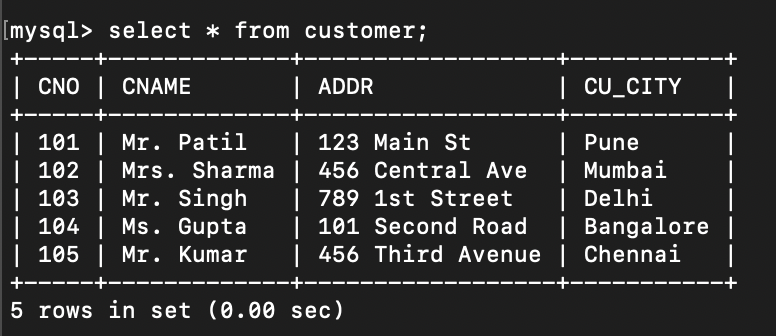 [mysql> select * from customer;
+-----+-------------+------------------+-----------+
| CNO | CNAME       | ADDR             | CU_CITY   |
+-----+-------------+------------------+-----------+
| 101 | Mr. Patil   | 123 Main St      | Pune      |
| 102 | Mrs. Sharma | 456 Central Ave  | Mumbai    |
| 103 | Mr. Singh   | 789 1st Street   | Delhi     |
| 104 | Ms. Gupta   | 101 Second Road  | Bangalore |
| 105 | Mr. Kumar   | 456 Third Avenue | Chennai   |
+-----+-------------+------------------+-----------+
5 rows in set (0.00 sec)